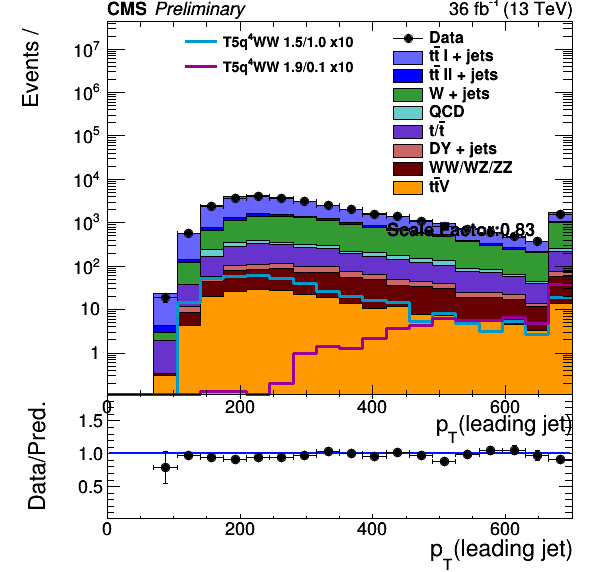 CMS Preliminary 36 fb⁻¹ (13 TeV)
Events /
T5q⁴WW 1.5/1.0 x10
T5q⁴WW 1.9/0.1 x10
Data
tt̄ l + jets
tt̄ ll + jets
W + jets
QCD
t/t̄
DY + jets
WW/WZ/ZZ
tt̄V
Scale Factor:0.83
10⁷
10⁶
10⁵
10⁴
10³
10²
10
1
0 200 400 600
p_T(leading jet)
Data/Pred.
1.5
1.0
0.5
0 200 400 600
p_T(leading jet)